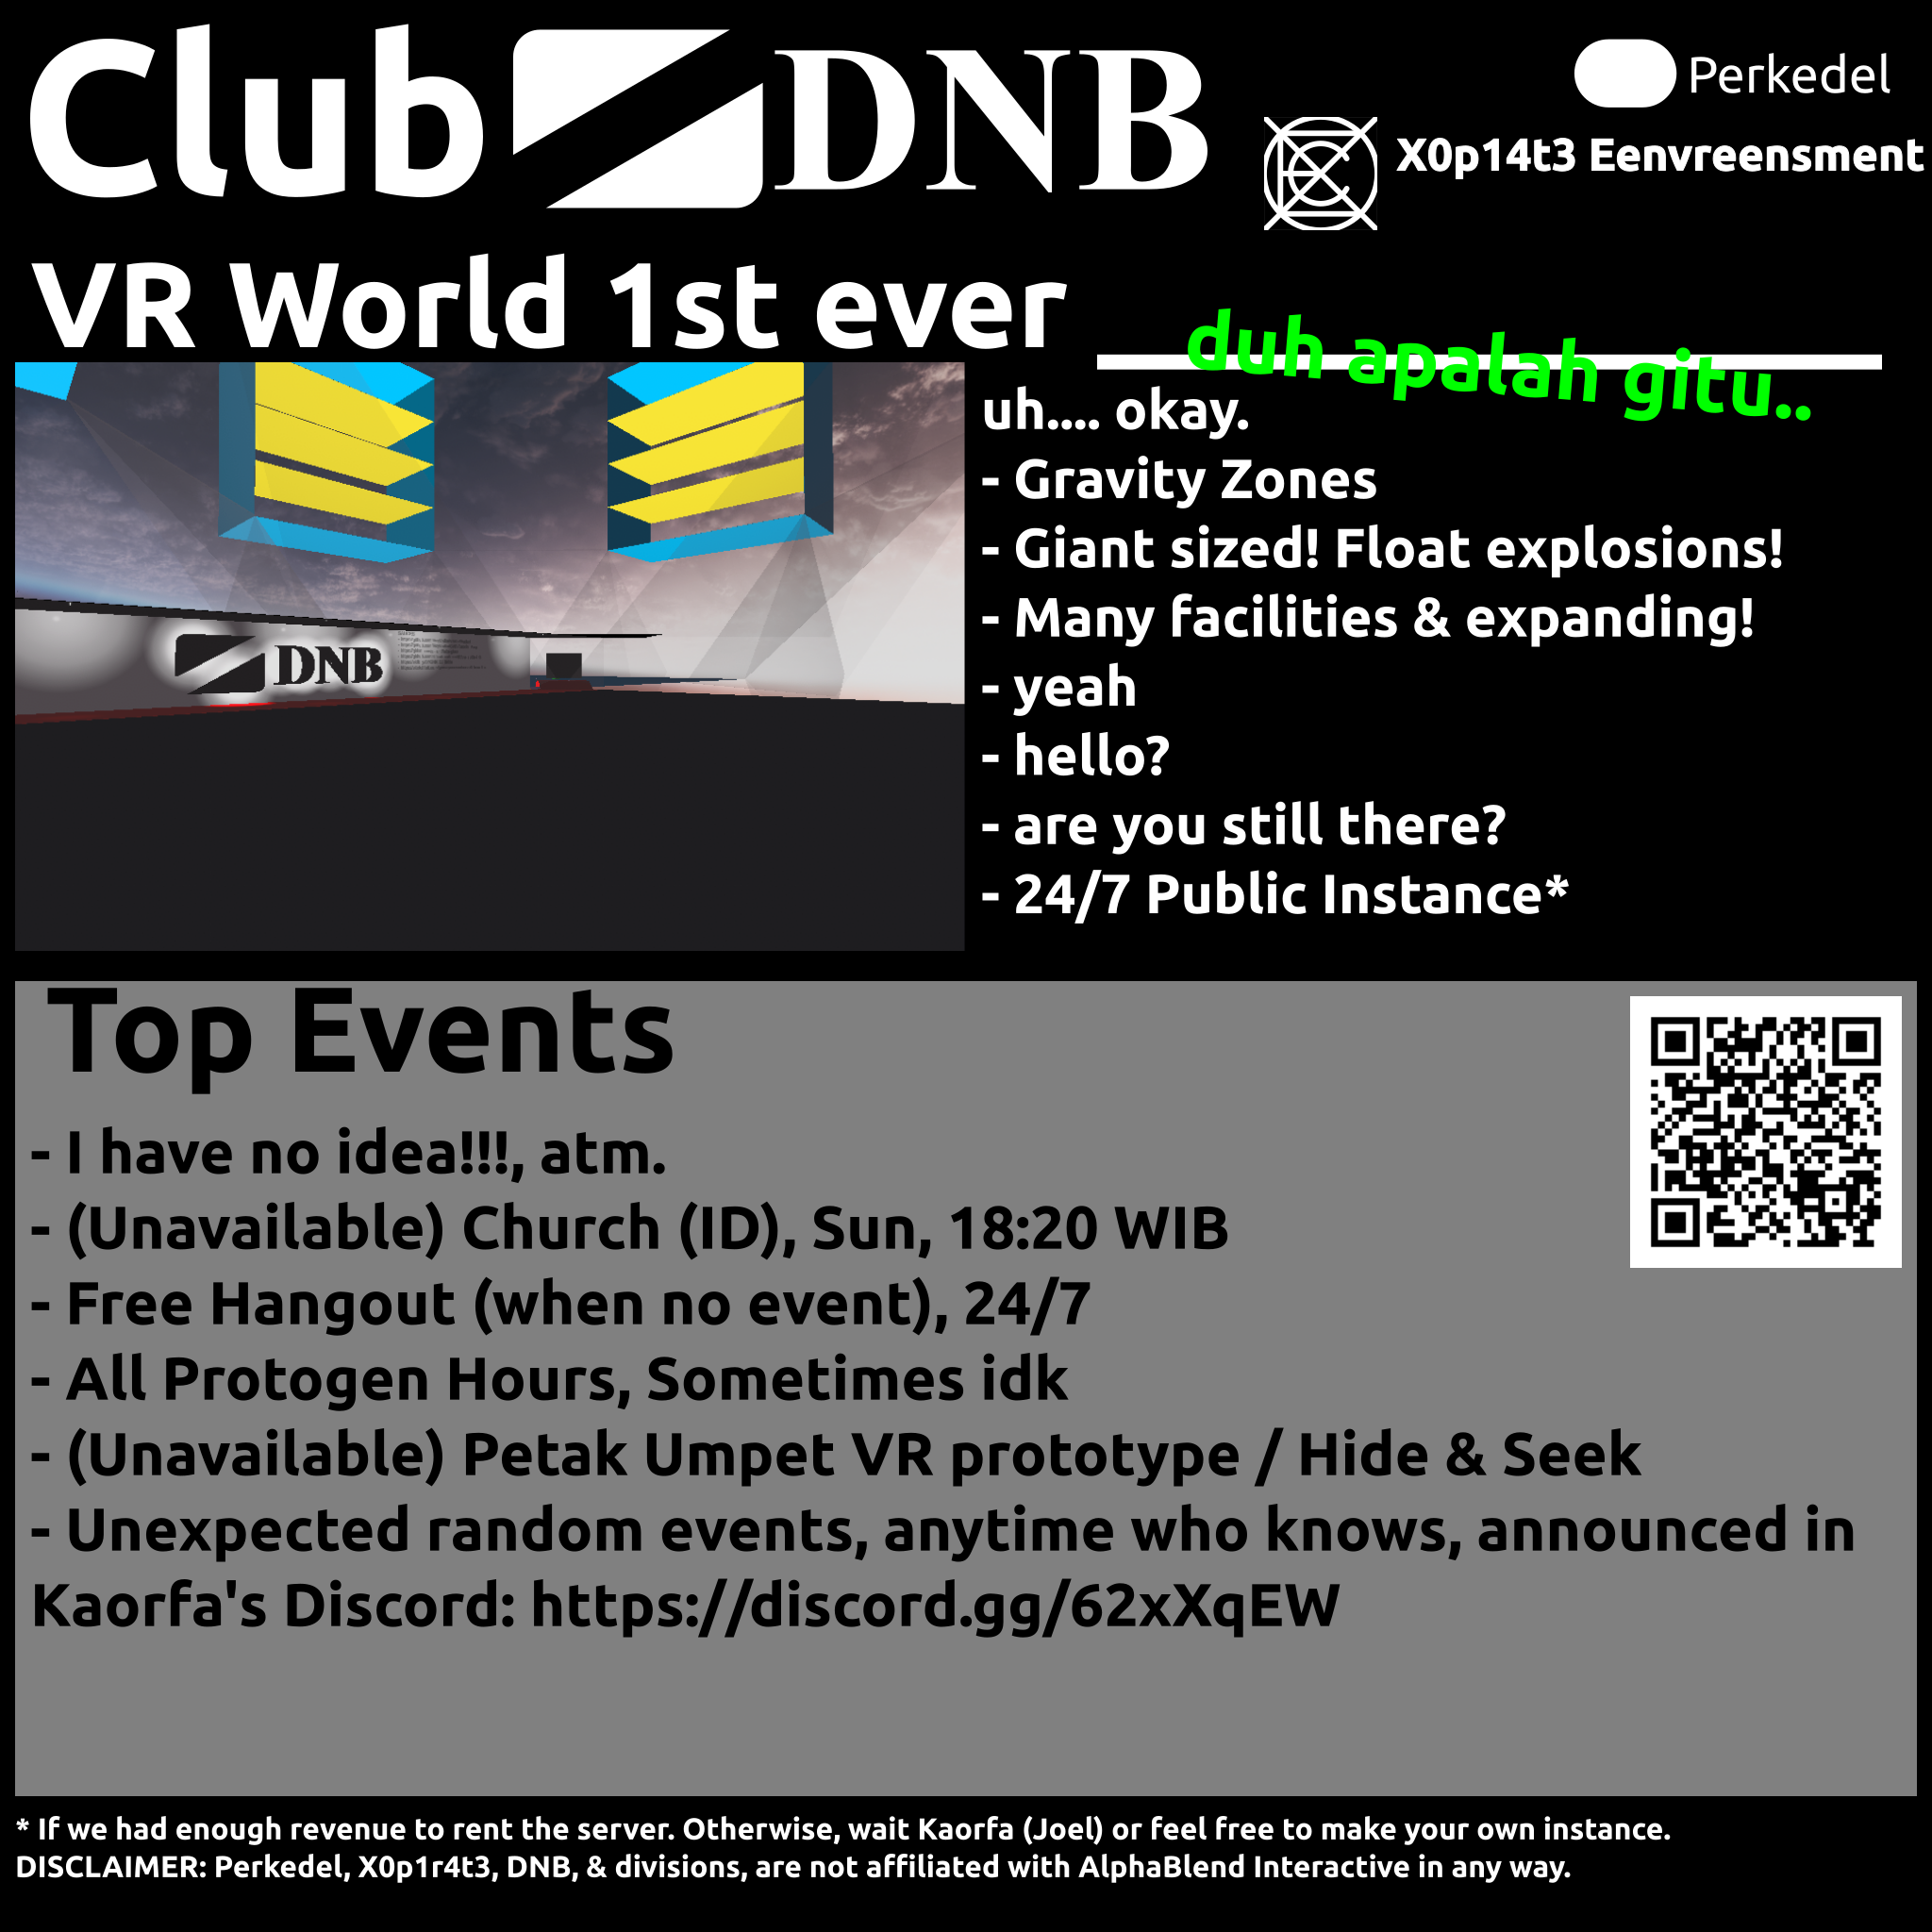 Club DNB
Perkedel
X0p14t3 Eenvreensment
VR World 1st ever
duh apalah gitu..
uh.... okay.
- Gravity Zones
- Giant sized! Float explosions!
- Many facilities & expanding!
- yeah
- hello?
- are you still there?
- 24/7 Public Instance*
DNB
Top Events
- I have no idea!!!, atm.
- (Unavailable) Church (ID), Sun, 18:20 WIB
- Free Hangout (when no event), 24/7
- All Protogen Hours, Sometimes idk
- (Unavailable) Petak Umpet VR prototype / Hide & Seek
- Unexpected random events, anytime who knows, announced in
Kaorfa's Discord: https://discord.gg/62xXqEW
* If we had enough revenue to rent the server. Otherwise, wait Kaorfa (Joel) or feel free to make your own instance.
DISCLAIMER: Perkedel, X0p1r4t3, DNB, & divisions, are not affiliated with AlphaBlend Interactive in any way.